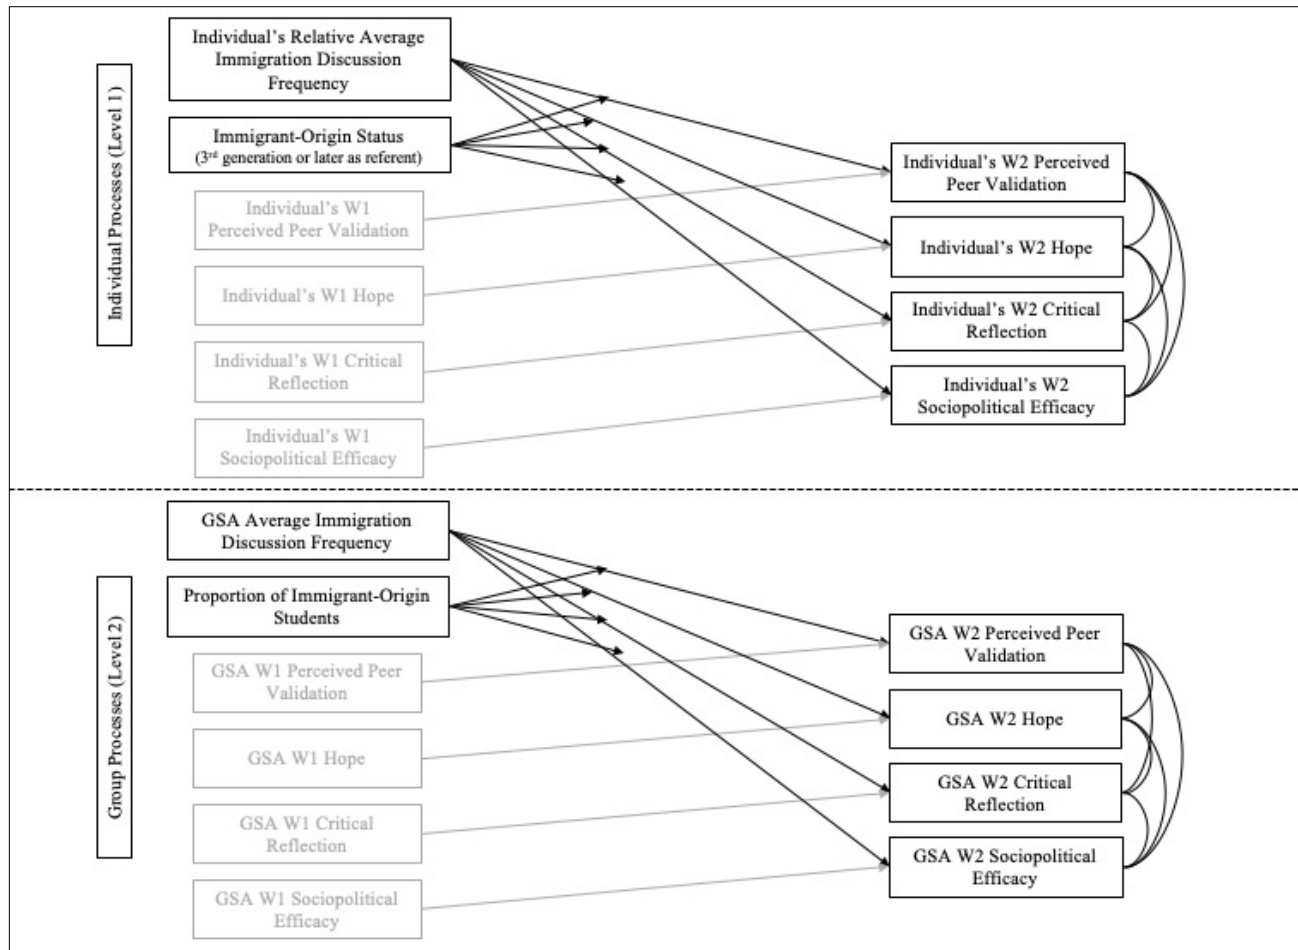 Individual Processes (Level 1)
Individual's Relative Average
Immigration Discussion
Frequency
Immigrant-Origin Status
(3rd generation or later as referent)
Individual's W1
Perceived Peer Validation
Individual's W1 Hope
Individual's W1 Critical
Reflection
Individual's W1
Sociopolitical Efficacy
Individual's W2 Perceived
Peer Validation
Individual's W2 Hope
Individual's W2 Critical
Reflection
Individual's W2
Sociopolitical Efficacy
Group Processes (Level 2)
GSA Average Immigration
Discussion Frequency
Proportion of Immigrant-Origin
Students
GSA W1 Perceived Peer
Validation
GSA W1 Hope
GSA W1 Critical
Reflection
GSA W1 Sociopolitical
Efficacy
GSA W2 Perceived Peer
Validation
GSA W2 Hope
GSA W2 Critical
Reflection
GSA W2 Sociopolitical
Efficacy